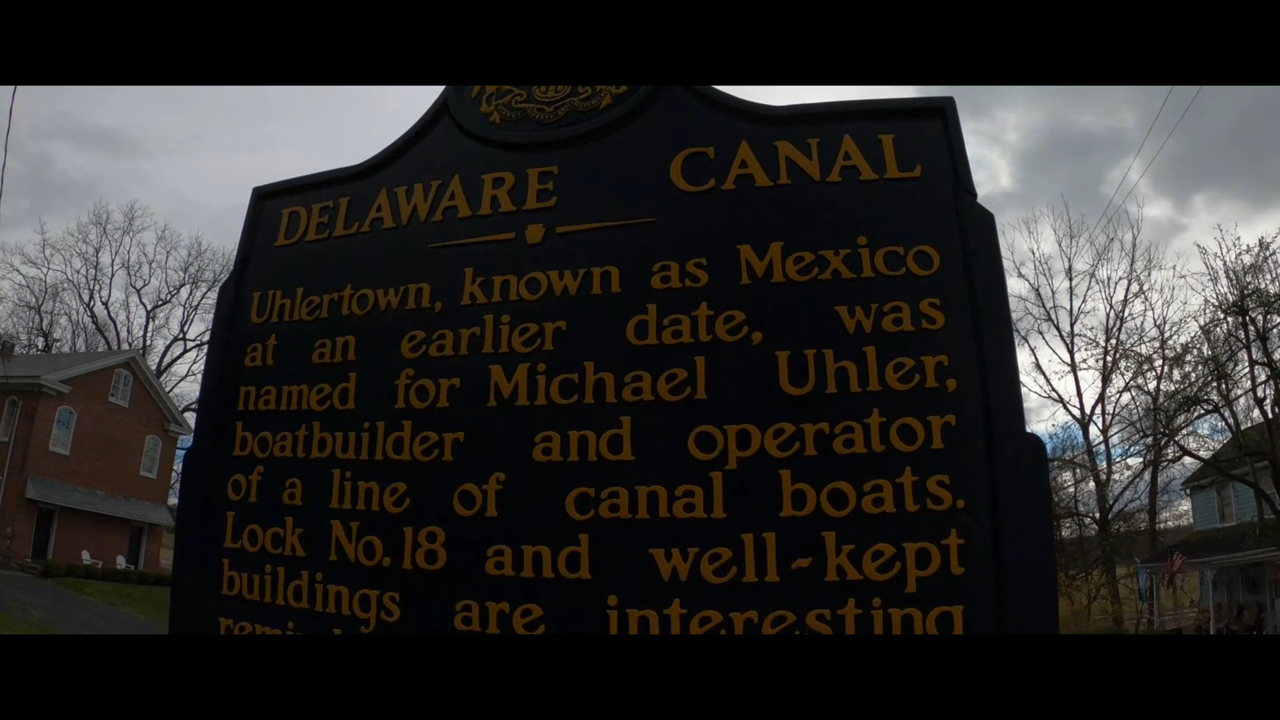 DELAWARE CANAL
Uhlertown, known as Mexico
at an earlier date, was
named for Michael Uhler,
boatbuilder and operator
of a line of canal boats.
Lock No. 18 and well-kept
buildings are interesting